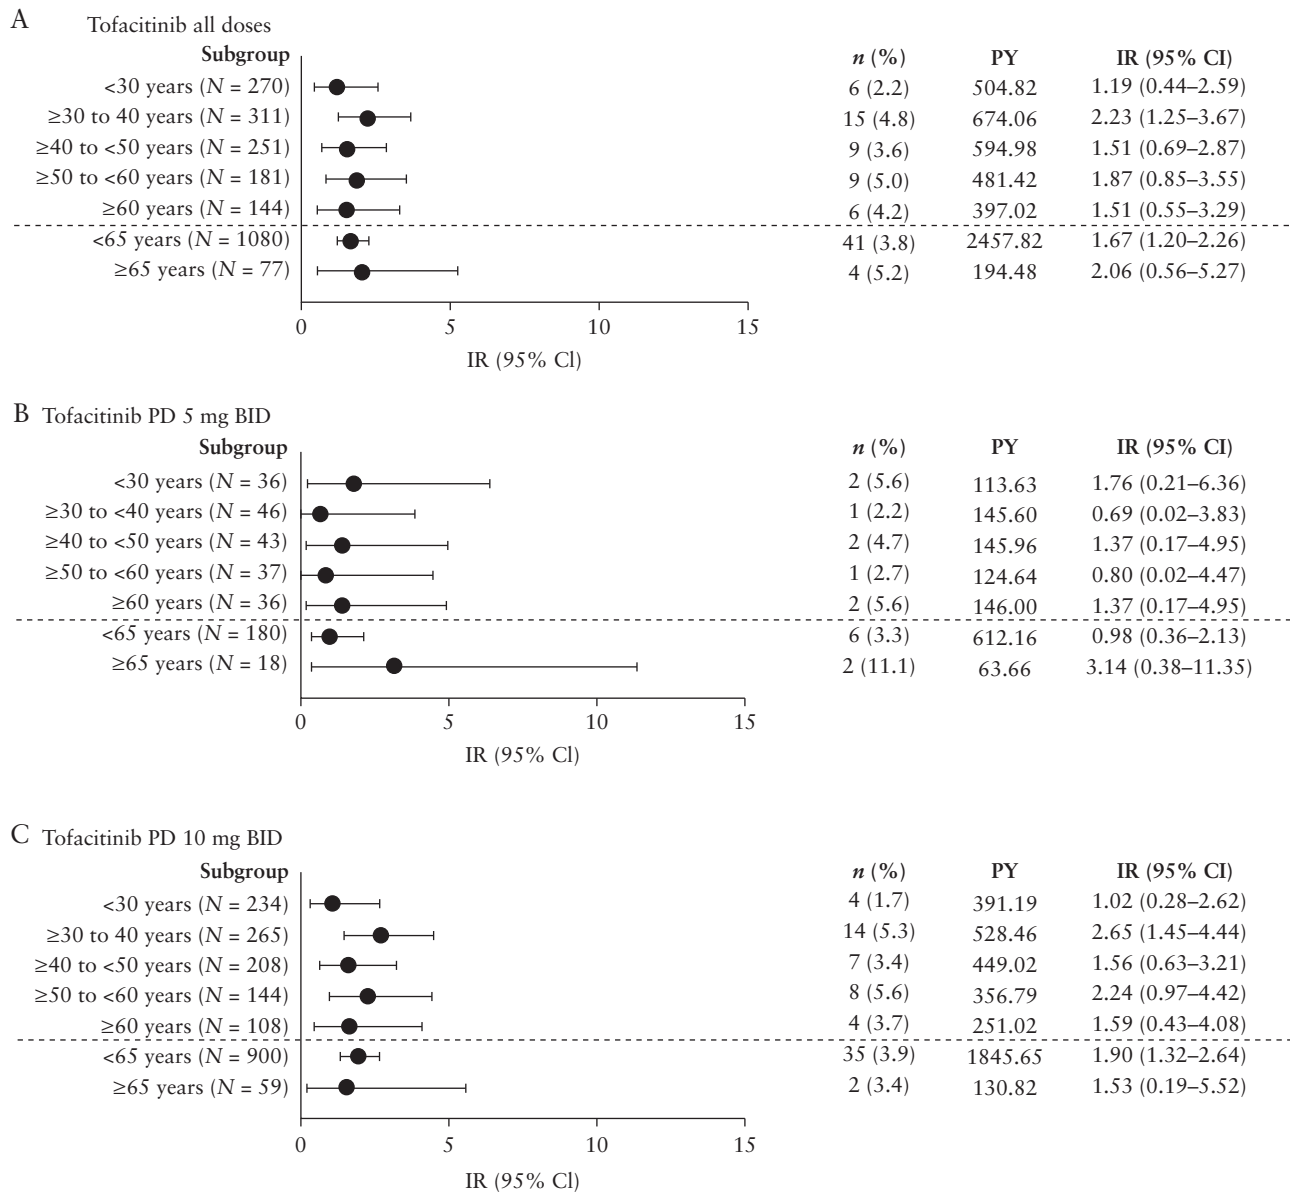 A
Tofacitinib all doses
Subgroup n (%) PY IR (95% CI)
<30 years (N = 270) 6 (2.2) 504.82 1.19 (0.44–2.59)
≥30 to 40 years (N = 311) 15 (4.8) 674.06 2.23 (1.25–3.67)
≥40 to <50 years (N = 251) 9 (3.6) 594.98 1.51 (0.69–2.87)
≥50 to <60 years (N = 181) 9 (5.0) 481.42 1.87 (0.85–3.55)
≥60 years (N = 144) 6 (4.2) 397.02 1.51 (0.55–3.29)
<65 years (N = 1080) 41 (3.8) 2457.82 1.67 (1.20–2.26)
≥65 years (N = 77) 4 (5.2) 194.48 2.06 (0.56–5.27)
0 5 10 15
IR (95% Cl)
B Tofacitinib PD 5 mg BID
Subgroup n (%) PY IR (95% CI)
<30 years (N = 36) 2 (5.6) 113.63 1.76 (0.21–6.36)
≥30 to <40 years (N = 46) 1 (2.2) 145.60 0.69 (0.02–3.83)
≥40 to <50 years (N = 43) 2 (4.7) 145.96 1.37 (0.17–4.95)
≥50 to <60 years (N = 37) 1 (2.7) 124.64 0.80 (0.02–4.47)
≥60 years (N = 36) 2 (5.6) 146.00 1.37 (0.17–4.95)
<65 years (N = 180) 6 (3.3) 612.16 0.98 (0.36–2.13)
≥65 years (N = 18) 2 (11.1) 63.66 3.14 (0.38–11.35)
0 5 10 15
IR (95% Cl)
C Tofacitinib PD 10 mg BID
Subgroup n (%) PY IR (95% CI)
<30 years (N = 234) 4 (1.7) 391.19 1.02 (0.28–2.62)
≥30 to 40 years (N = 265) 14 (5.3) 528.46 2.65 (1.45–4.44)
≥40 to <50 years (N = 208) 7 (3.4) 449.02 1.56 (0.63–3.21)
≥50 to <60 years (N = 144) 8 (5.6) 356.79 2.24 (0.97–4.42)
≥60 years (N = 108) 4 (3.7) 251.02 1.59 (0.43–4.08)
<65 years (N = 900) 35 (3.9) 1845.65 1.90 (1.32–2.64)
≥65 years (N = 59) 2 (3.4) 130.82 1.53 (0.19–5.52)
0 5 10 15
IR (95% Cl)